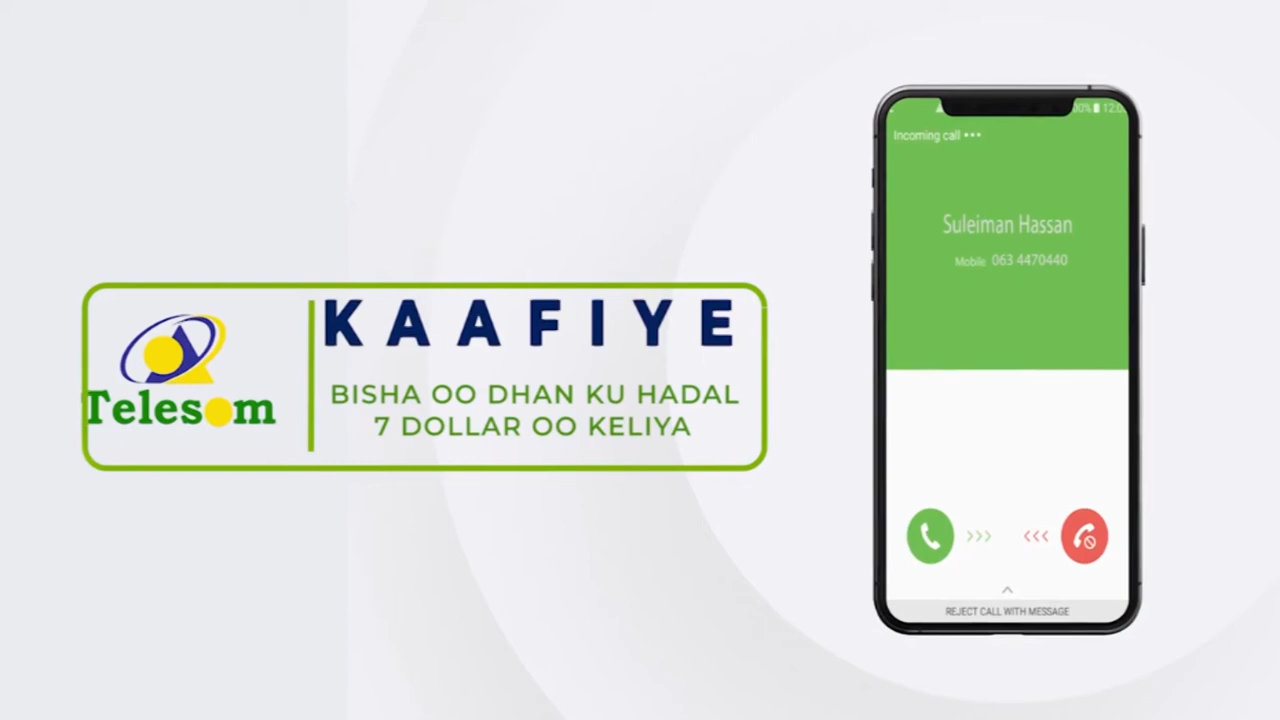 Telesom
KAAFIYE
BISHA OO DHAN KU HADAL
7 DOLLAR OO KELIYA
Incoming call •••
Suleiman Hassan
Mobile 063 4470440
REJECT CALL WITH MESSAGE